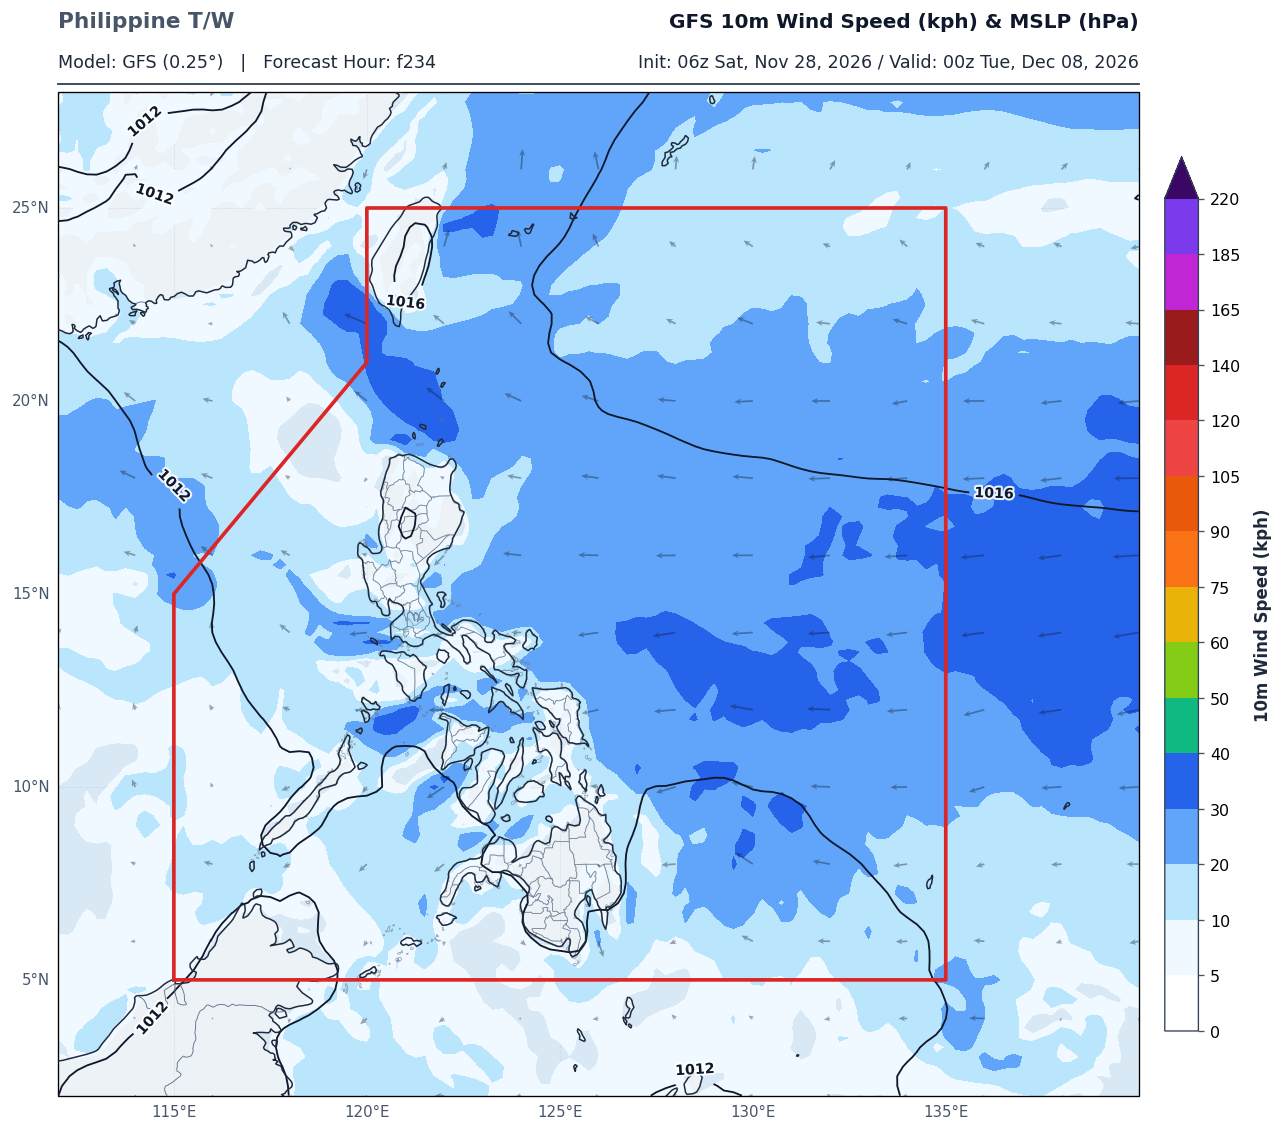 Philippine T/W
GFS 10m Wind Speed (kph) & MSLP (hPa)
Model: GFS (0.25°)   |   Forecast Hour: f234
Init: 06z Sat, Nov 28, 2026 / Valid: 00z Tue, Dec 08, 2026
1012
1012
1016
1012
1016
1012
1012
25°N
20°N
15°N
10°N
5°N
115°E
120°E
125°E
130°E
135°E
220
185
165
140
120
105
90
75
60
50
40
30
20
10
5
0
10m Wind Speed (kph)